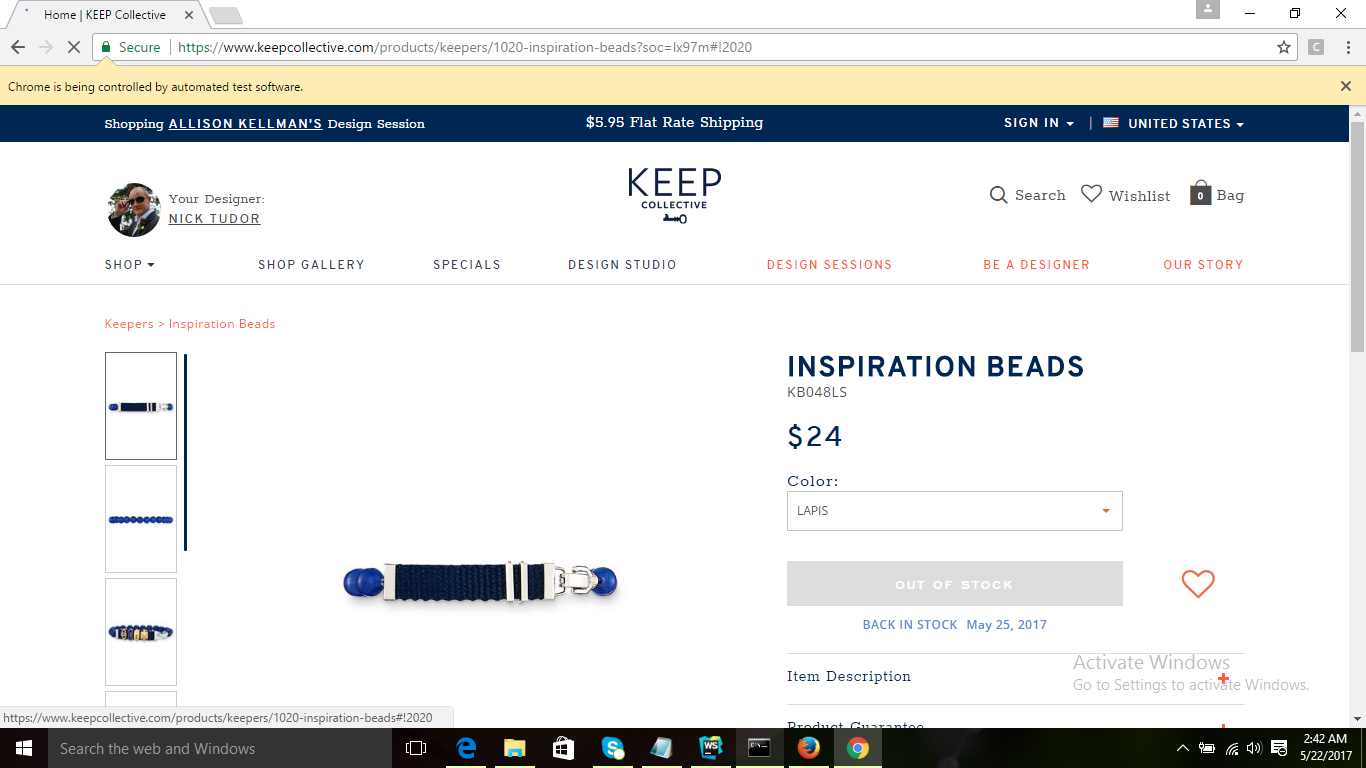 Home | KEEP Collective
Secure
https://www.keepcollective.com/products/keepers/1020-inspiration-beads?soc=lx97m#!2020
C
Chrome is being controlled by automated test software.
Shopping ALLISON KELLMAN'S Design Session
$5.95 Flat Rate Shipping
SIGN IN
|
UNITED STATES
Your Designer:
NICK TUDOR
KEEP
COLLECTIVE
Search
Wishlist
0
Bag
SHOP
SHOP GALLERY
SPECIALS
DESIGN STUDIO
DESIGN SESSIONS
BE A DESIGNER
OUR STORY
Keepers > Inspiration Beads
INSPIRATION BEADS
KB048LS
$24
Color:
LAPIS
OUT OF STOCK
BACK IN STOCK May 25, 2017
Item Description
Activate Windows
Go to Settings to activate Windows.
Product Guarantee
https://www.keepcollective.com/products/keepers/1020-inspiration-beads#!2020
Search the web and Windows
WS
2:42 AM
5/22/2017